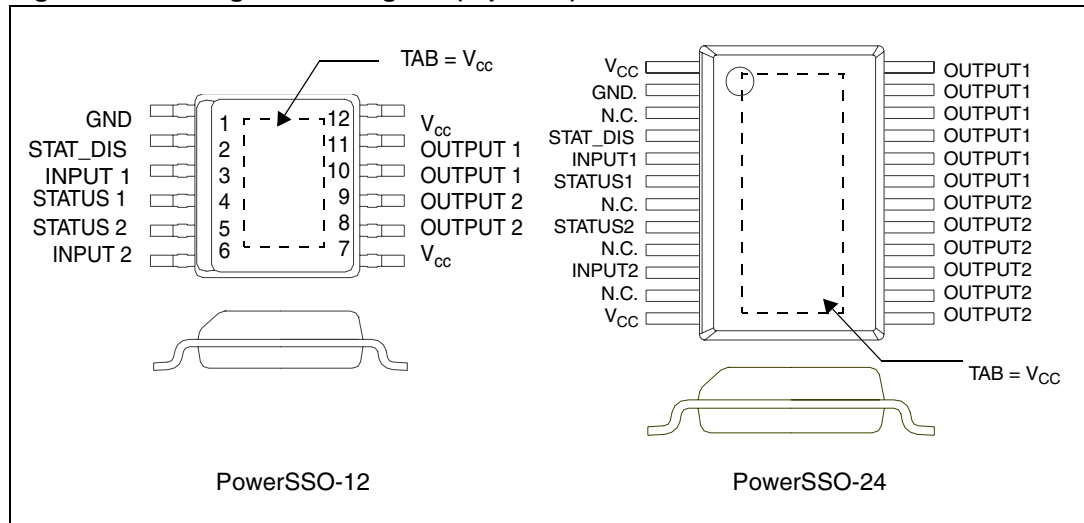 TAB = Vcc
GND
STAT_DIS
INPUT 1
STATUS 1
STATUS 2
INPUT 2
1
2
3
4
5
6
12
11
10
9
8
7
Vcc
OUTPUT 1
OUTPUT 1
OUTPUT 2
OUTPUT 2
Vcc
PowerSSO-12
VCC
GND.
N.C.
STAT_DIS
INPUT1
STATUS1
N.C.
STATUS2
N.C.
INPUT2
N.C.
VCC
OUTPUT1
OUTPUT1
OUTPUT1
OUTPUT1
OUTPUT1
OUTPUT1
OUTPUT2
OUTPUT2
OUTPUT2
OUTPUT2
OUTPUT2
OUTPUT2
TAB = VCC
PowerSSO-24